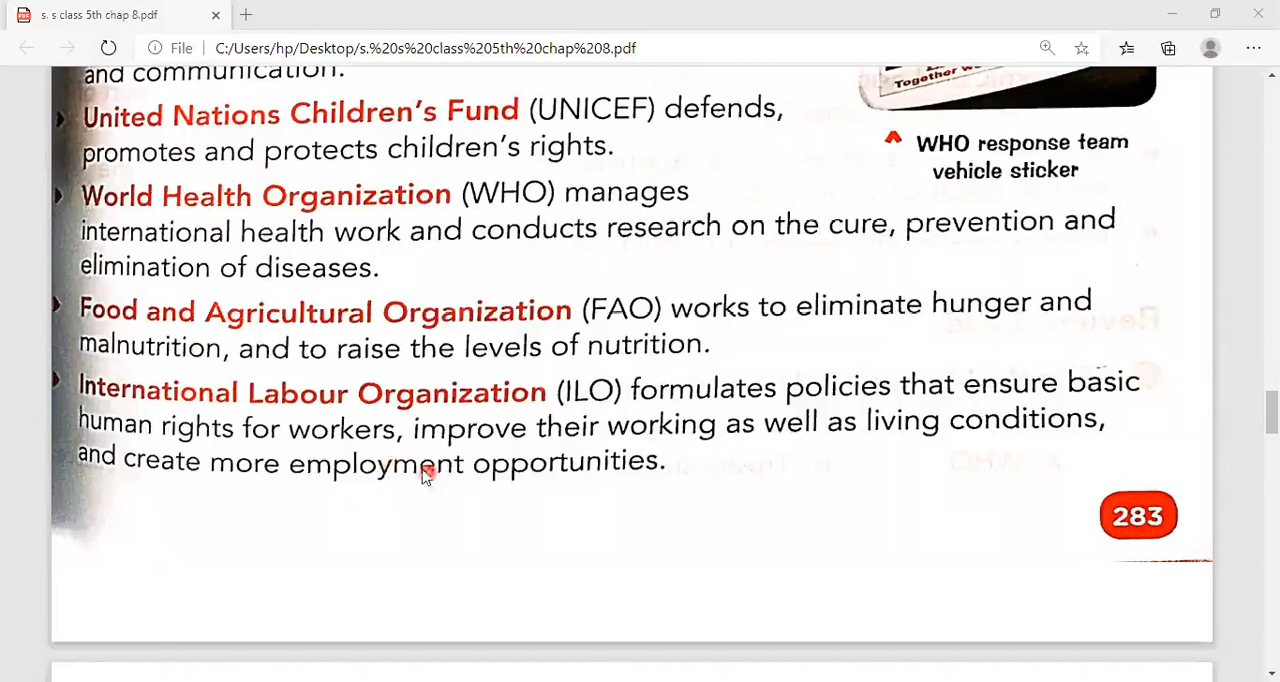 s. s class 5th chap 8.pdf
File
C:/Users/hp/Desktop/s.%20s%20class%205th%20chap%208.pdf
and communication.
Together
United Nations Children's Fund (UNICEF) defends,
promotes and protects children's rights.
WHO response team
vehicle sticker
World Health Organization (WHO) manages
international health work and conducts research on the cure, prevention and
elimination of diseases.
Food and Agricultural Organization (FAO) works to eliminate hunger and
malnutrition, and to raise the levels of nutrition.
International Labour Organization (ILO) formulates policies that ensure basic
human rights for workers, improve their working as well as living conditions,
and create more employment opportunities.
283